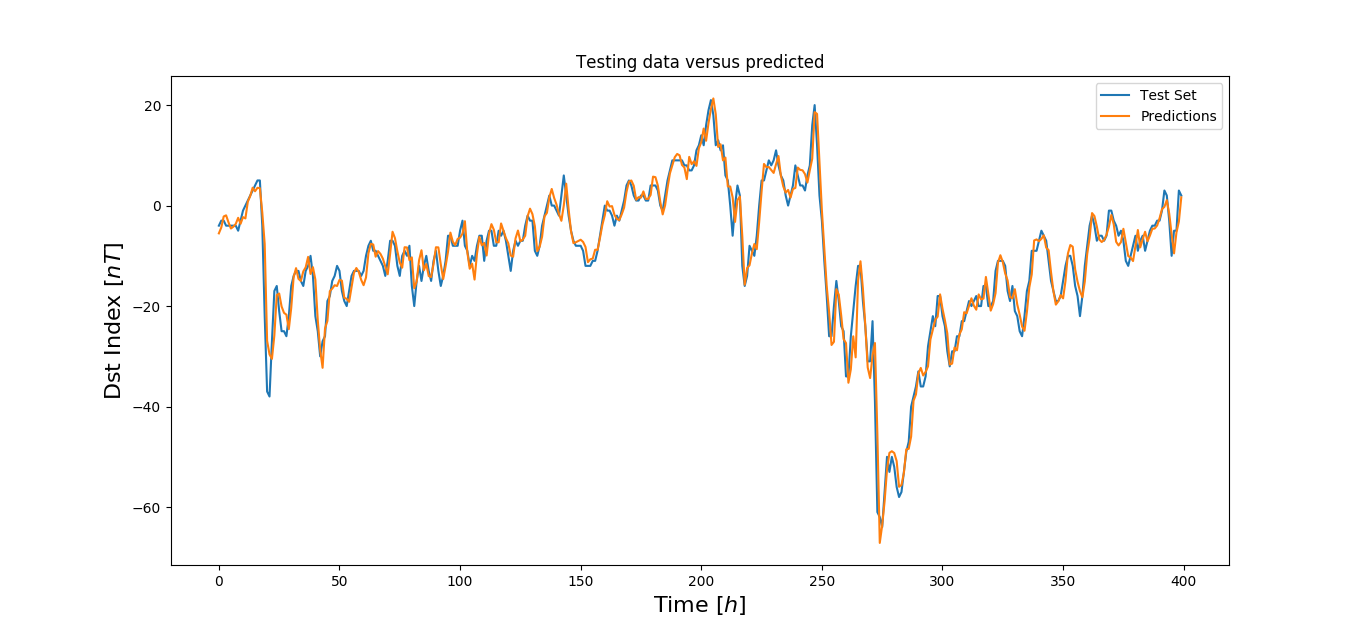 Testing data versus predicted
Test Set
Predictions
Dst Index [nT]
20
0
−20
−40
−60
0 50 100 150 200 250 300 350 400
Time [h]